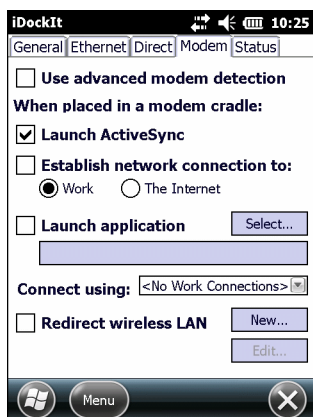 iDockIt 10:25
General Ethernet Direct Modem Status
Use advanced modem detection
When placed in a modem cradle:
Launch ActiveSync
Establish network connection to:
Work The Internet
Launch application Select...
Connect using: <No Work Connections>
Redirect wireless LAN New...
Edit...
Menu